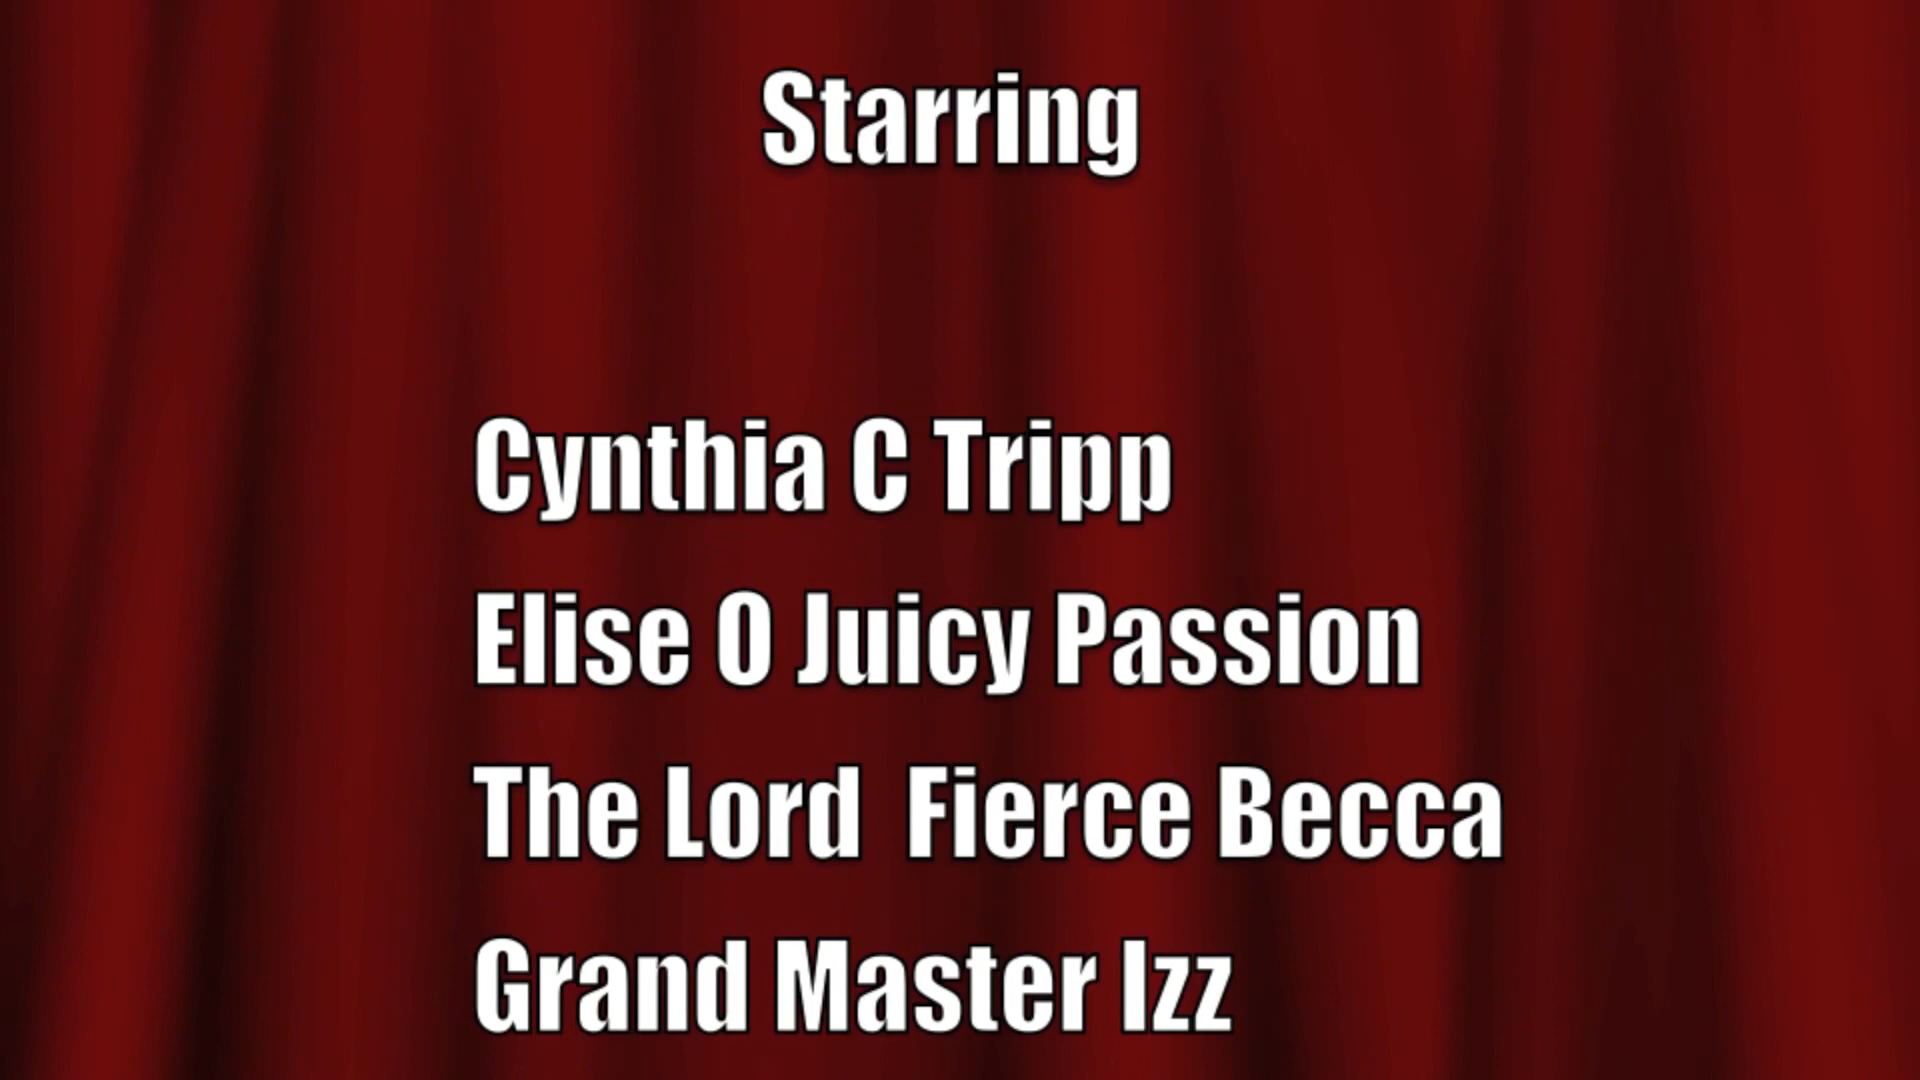 Starring
Cynthia C Tripp
Elise O Juicy Passion
The Lord  Fierce Becca
Grand Master Izz